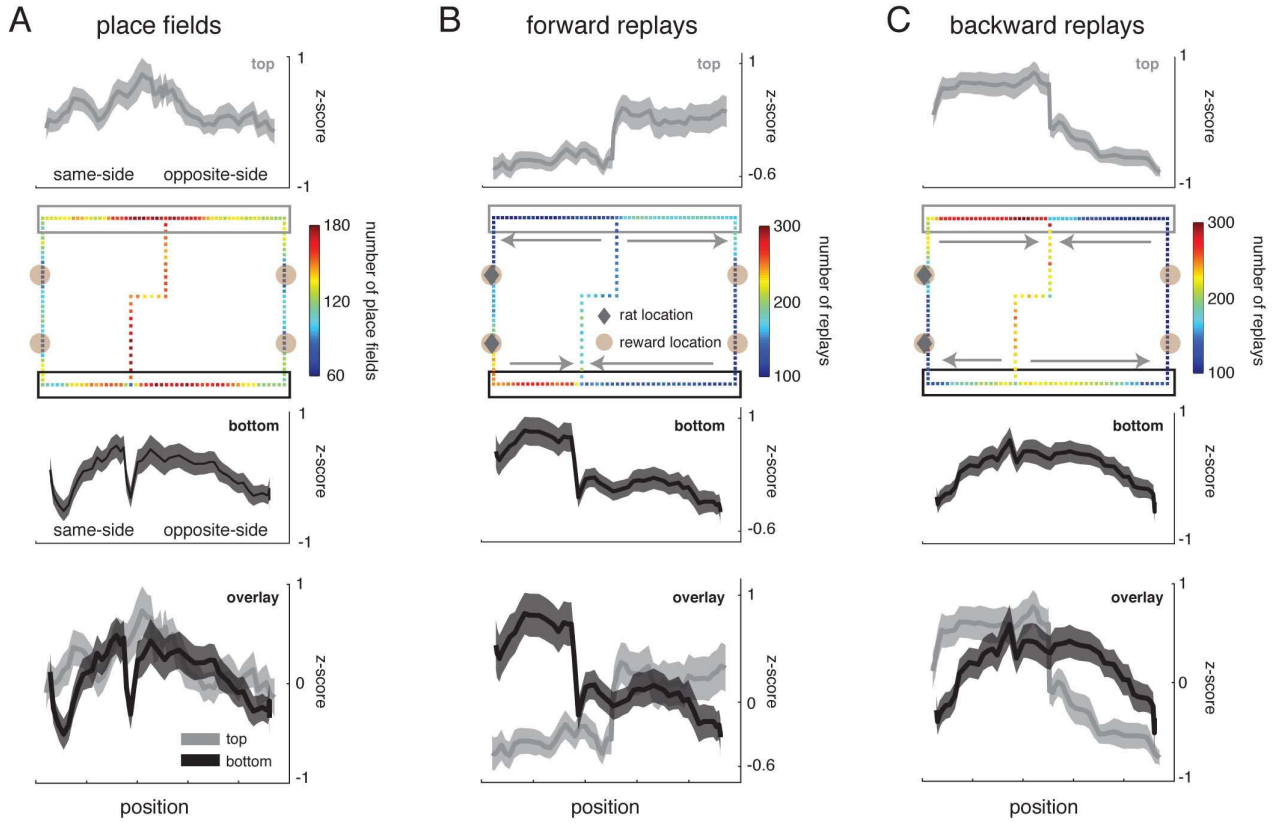 A place fields
top
1
z-score
-1
same-side opposite-side
180
120
60
number of place fields
bottom
1
z-score
-1
same-side opposite-side
overlay
1
0
-1
z-score
top
bottom
position
B forward replays
top
1
z-score
-0.6
rat location
reward location
300
200
100
number of replays
bottom
1
z-score
-0.6
overlay
1
0
-0.6
z-score
position
C backward replays
top
1
z-score
-1
300
200
100
number of replays
bottom
1
z-score
-1
overlay
1
0
-1
z-score
position